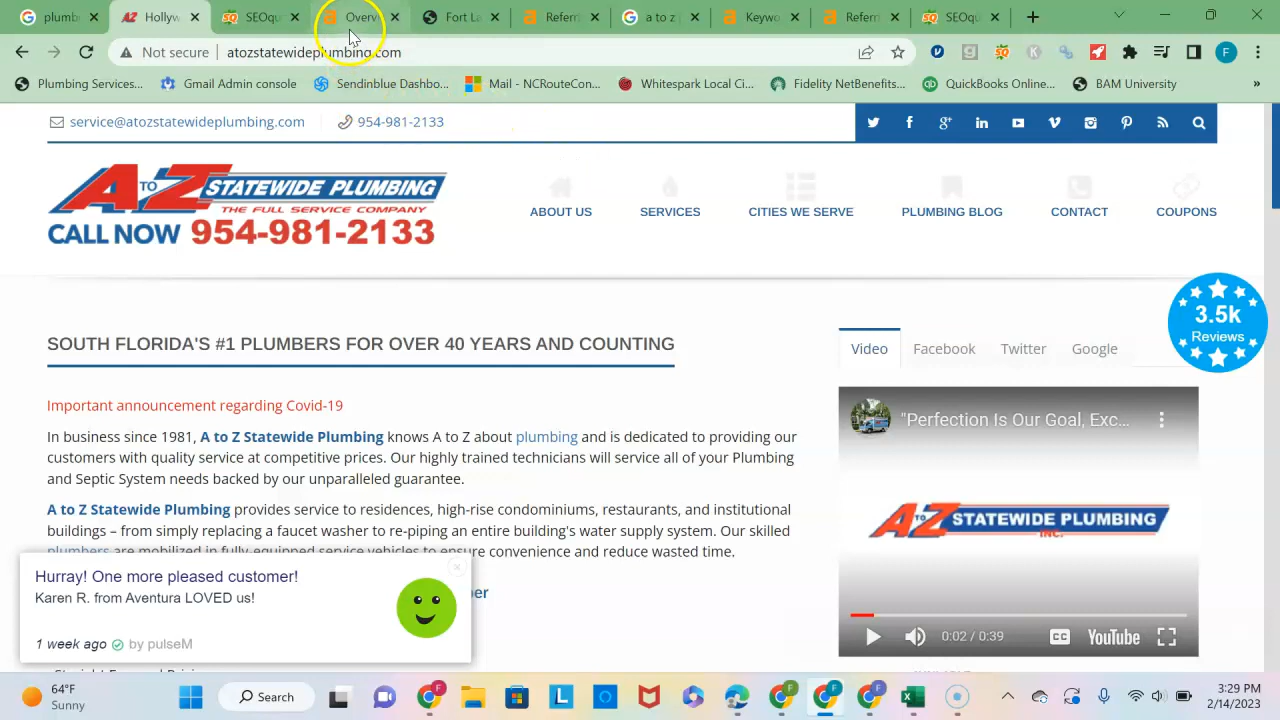 plumb
Hollyw
SEOqu
Overv
Fort La
Referri
a to z p
Keywo
Referri
SEOqu
Not secure
atozstatewideplumbing.com
F
Plumbing Services...
Gmail Admin console
Sendinblue Dashbo...
Mail - NCRouteCon...
Whitespark Local Ci...
Fidelity NetBenefits...
QuickBooks Online...
BAM University
»
service@atozstatewideplumbing.com
954-981-2133
A TO Z STATEWIDE PLUMBING
THE FULL SERVICE COMPANY
CALL NOW 954-981-2133
ABOUT US
SERVICES
CITIES WE SERVE
PLUMBING BLOG
CONTACT
COUPONS
3.5k
Reviews
SOUTH FLORIDA'S #1 PLUMBERS FOR OVER 40 YEARS AND COUNTING
Video
Facebook
Twitter
Google
Important announcement regarding Covid-19
In business since 1981, A to Z Statewide Plumbing knows A to Z about plumbing and is dedicated to providing our
customers with quality service at competitive prices. Our highly trained technicians will service all of your Plumbing
and Septic System needs backed by our unparalleled guarantee.
A to Z Statewide Plumbing provides service to residences, high-rise condominiums, restaurants, and institutional
buildings – from simply replacing a faucet washer to re-piping an entire building's water supply system. Our skilled
plumbers are mobilized in fully-equipped service vehicles to ensure convenience and reduce wasted time.
"Perfection Is Our Goal, Exc...
A TO Z STATEWIDE PLUMBING
INC.
0:02 / 0:39
CC
YouTube
Hurray! One more pleased customer!
Karen R. from Aventura LOVED us!
1 week ago
by pulseM
64°F
Sunny
Search
3:29 PM
2/14/2023